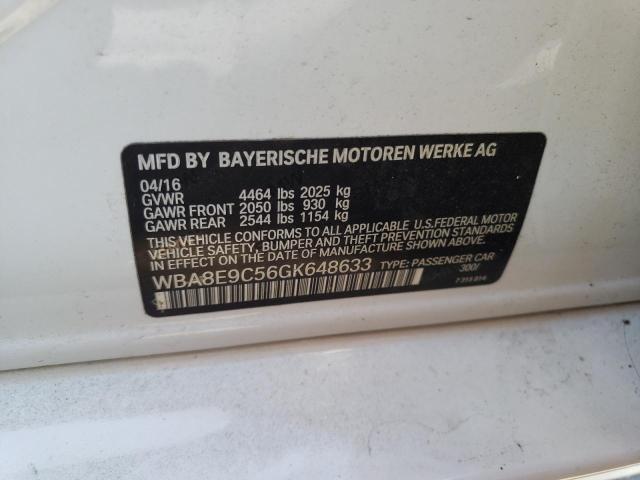 MFD BY BAYERISCHE MOTOREN WERKE AG
04/16
GVWR 4464 lbs 2025 kg
GAWR FRONT 2050 lbs 930 kg
GAWR REAR 2544 lbs 1154 kg
THIS VEHICLE CONFORMS TO ALL APPLICABLE U.S. FEDERAL MOTOR
VEHICLE SAFETY, BUMPER AND THEFT PREVENTION STANDARDS
IN EFFECT ON THE DATE OF MANUFACTURE SHOWN ABOVE.
WBA8E9C56GK648633 TYPE: PASSENGER CAR
300/